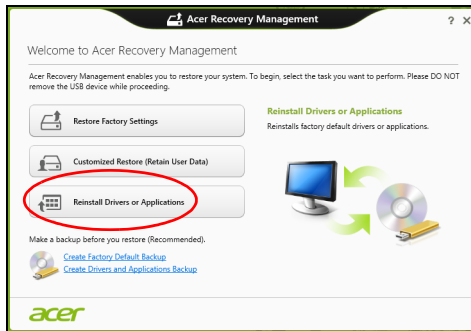 Acer Recovery Management
? X
Welcome to Acer Recovery Management
Acer Recovery Management enables you to restore your system. To begin, select the task you want to perform. Please DO NOT
remove the USB device while proceeding.
Restore Factory Settings
Customized Restore (Retain User Data)
Reinstall Drivers or Applications
Reinstall Drivers or Applications
Reinstalls factory default drivers or applications.
Make a backup before you restore (Recommended).
Create Factory Default Backup
Create Drivers and Applications Backup
acer